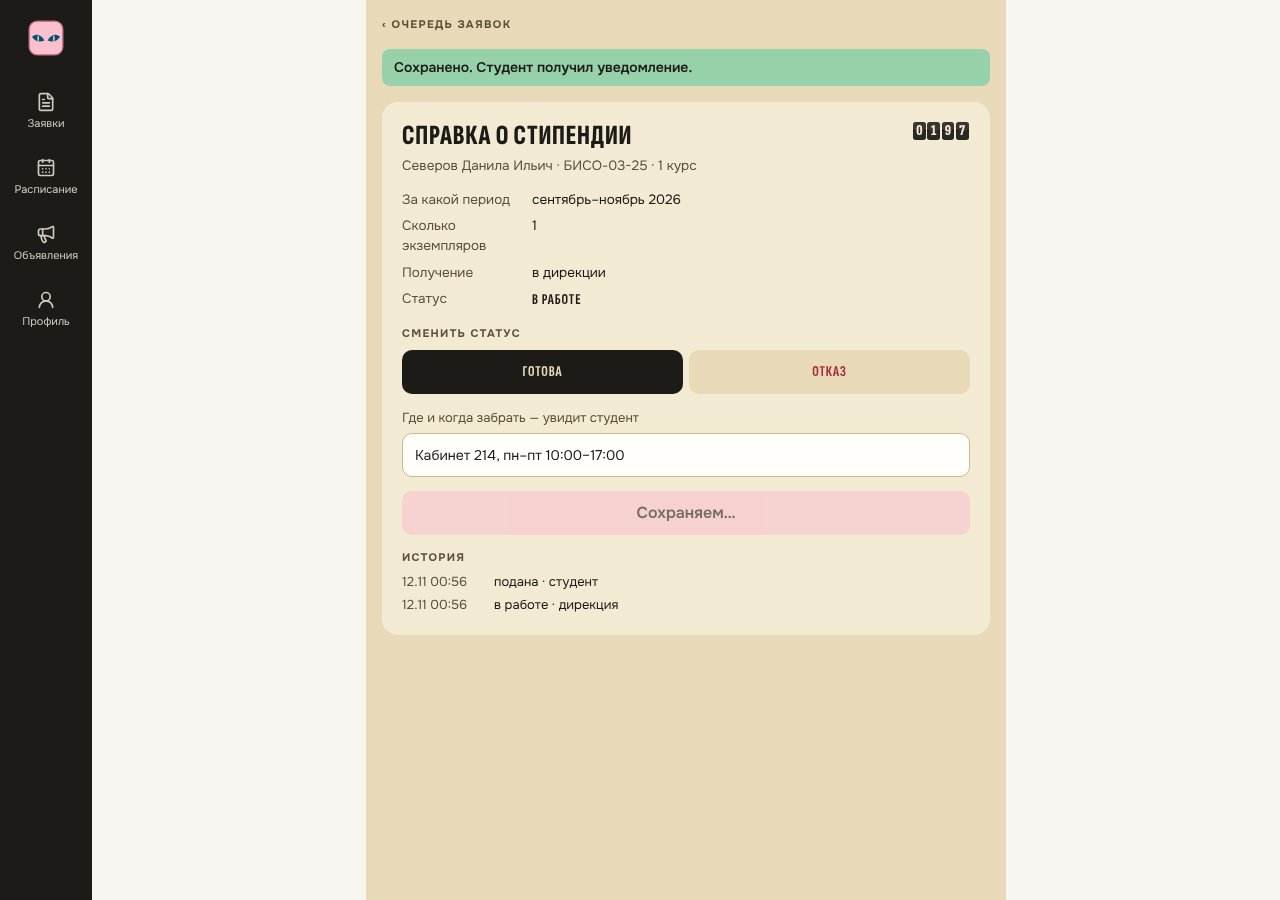 Заявки
Расписание
Объявления
Профиль
‹ ОЧЕРЕДЬ ЗАЯВОК
Сохранено. Студент получил уведомление.
СПРАВКА О СТИПЕНДИИ
0197
Северов Данила Ильич · БИСО-03-25 · 1 курс
За какой период сентябрь–ноябрь 2026
Сколько экземпляров 1
Получение в дирекции
Статус В РАБОТЕ
СМЕНИТЬ СТАТУС
ГОТОВА ОТКАЗ
Где и когда забрать — увидит студент
Кабинет 214, пн–пт 10:00–17:00
Сохраняем…
ИСТОРИЯ
12.11 00:56 подана · студент
12.11 00:56 в работе · дирекция